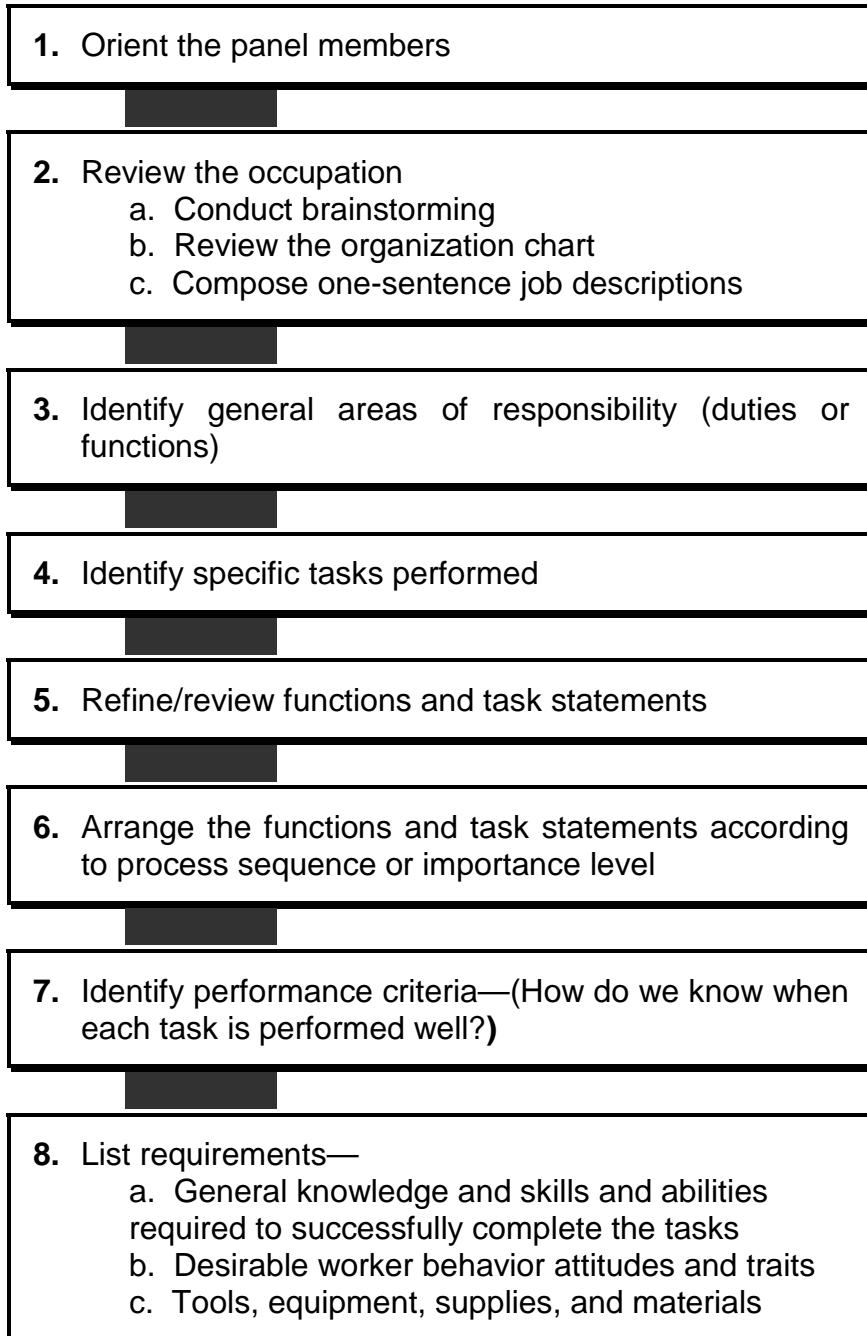 1. Orient the panel members
2. Review the occupation
a. Conduct brainstorming
b. Review the organization chart
c. Compose one-sentence job descriptions
3. Identify general areas of responsibility (duties or
functions)
4. Identify specific tasks performed
5. Refine/review functions and task statements
6. Arrange the functions and task statements according
to process sequence or importance level
7. Identify performance criteria—(How do we know when
each task is performed well?)
8. List requirements—
a. General knowledge and skills and abilities
required to successfully complete the tasks
b. Desirable worker behavior attitudes and traits
c. Tools, equipment, supplies, and materials